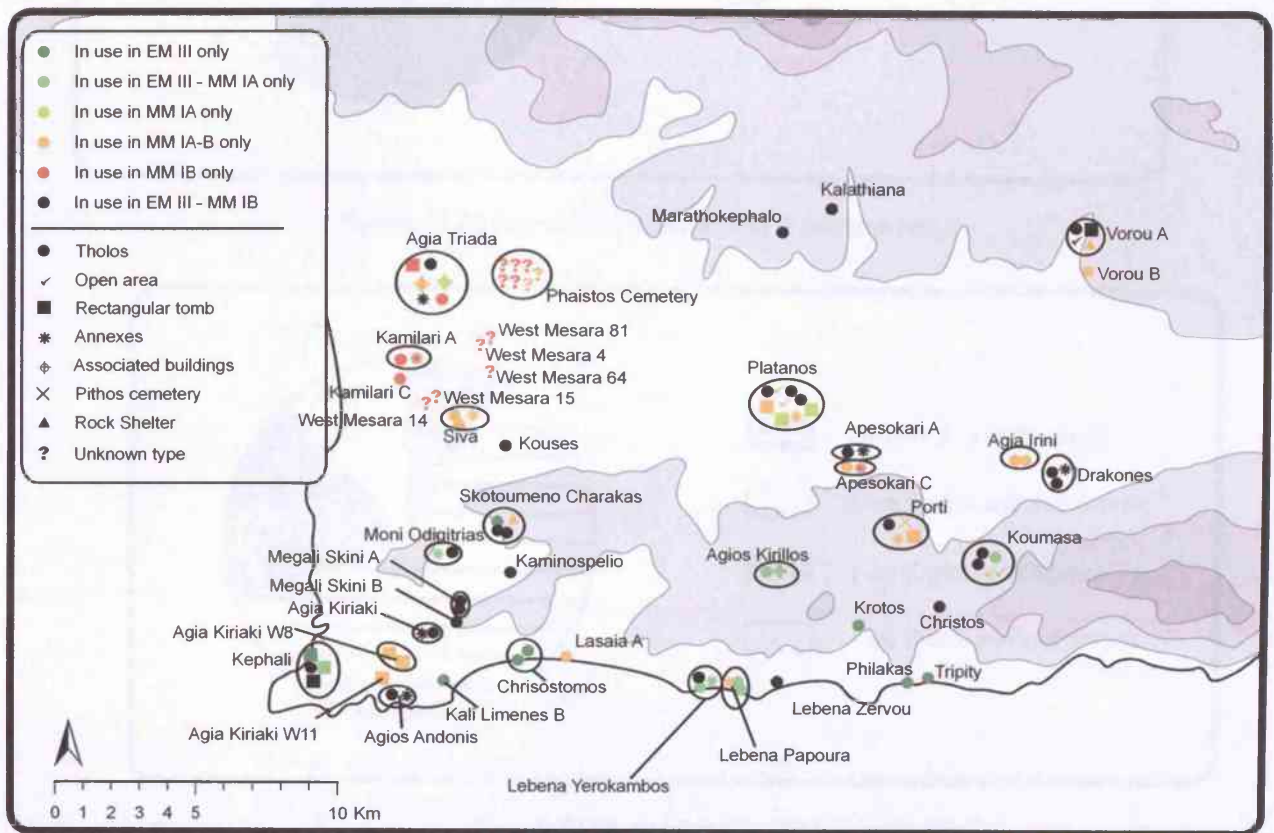 In use in EM III only
In use in EM III - MM IA only
In use in MM IA only
In use in MM IA-B only
In use in MM IB only
In use in EM III - MM IB
Tholos
Open area
Rectangular tomb
Annexes
Associated buildings
Pithos cemetery
Rock Shelter
? Unknown type
Kalathiana
Marathokephalo
Vorou A
Vorou B
Agia Triada
???
?
???
Phaistos Cemetery
Kamilari A
? West Mesara 81
? West Mesara 4
? West Mesara 64
Kamilari C
? West Mesara 15
West Mesara 14 ?
Siva
Kouses
Platanos
Apesokari A
Apesokari C
Agia Irini
Drakones
Porti
Koumasa
Skotoumeno Charakas
Moni Odigitrias
Megali Skini A
Kaminospelio
Megali Skini B
Agia Kiriaki
Agios Kirillos
Krotos
Christos
Agia Kiriaki W8
Kephali
Lasaia A
Chrisostomos
Philakas
Tripity
Kali Limenes B
Lebena Zervou
Agia Kiriaki W11
Agios Andonis
Lebena Papoura
Lebena Yerokambos
0 1 2 3 4 5 10 Km